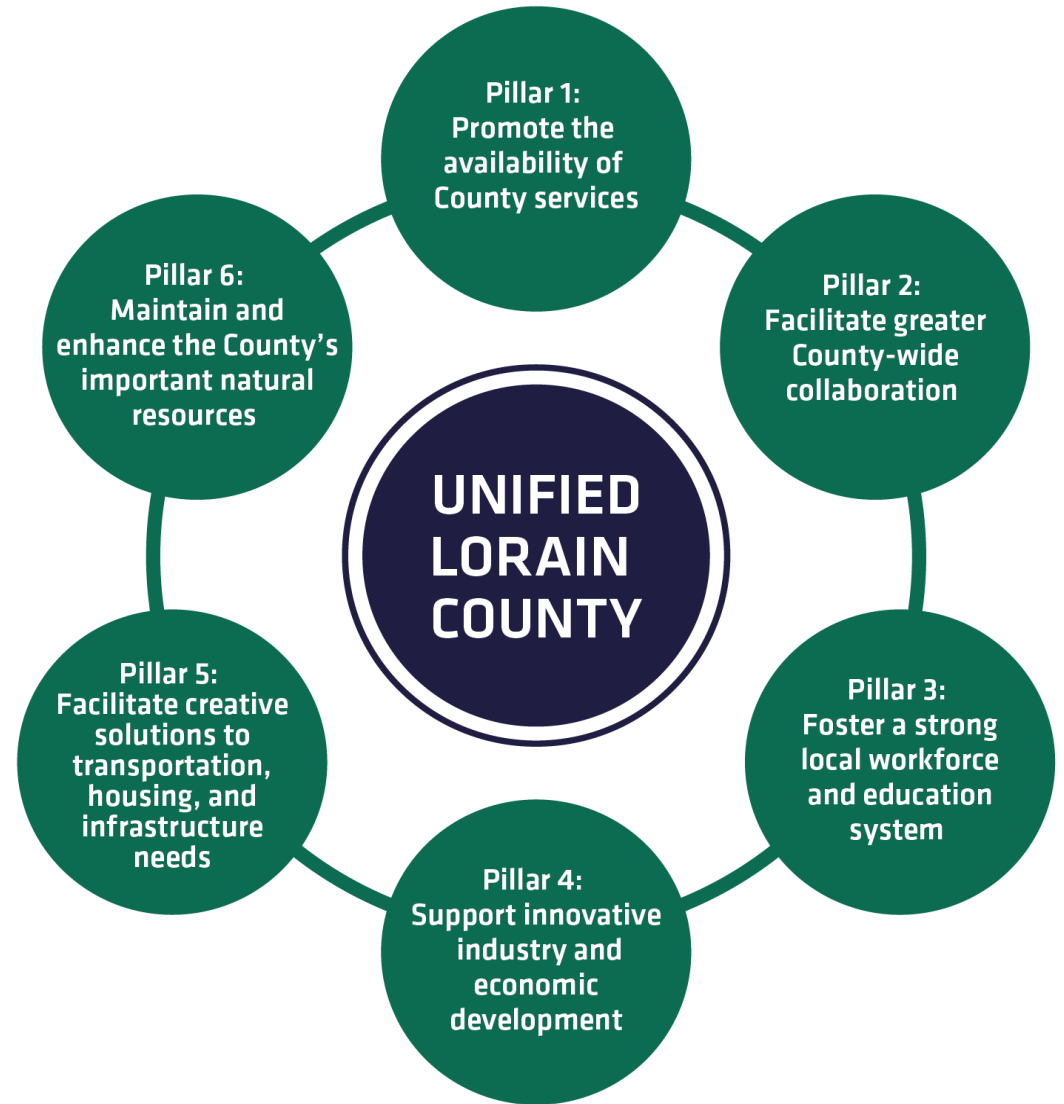 Pillar 1:
Promote the
availability of
County services
Pillar 2:
Facilitate greater
County-wide
collaboration
Pillar 3:
Foster a strong
local workforce
and education
system
Pillar 4:
Support innovative
industry and
economic
development
Pillar 5:
Facilitate creative
solutions to
transportation,
housing, and
infrastructure
needs
Pillar 6:
Maintain and
enhance the County’s
important natural
resources
UNIFIED
LORAIN
COUNTY